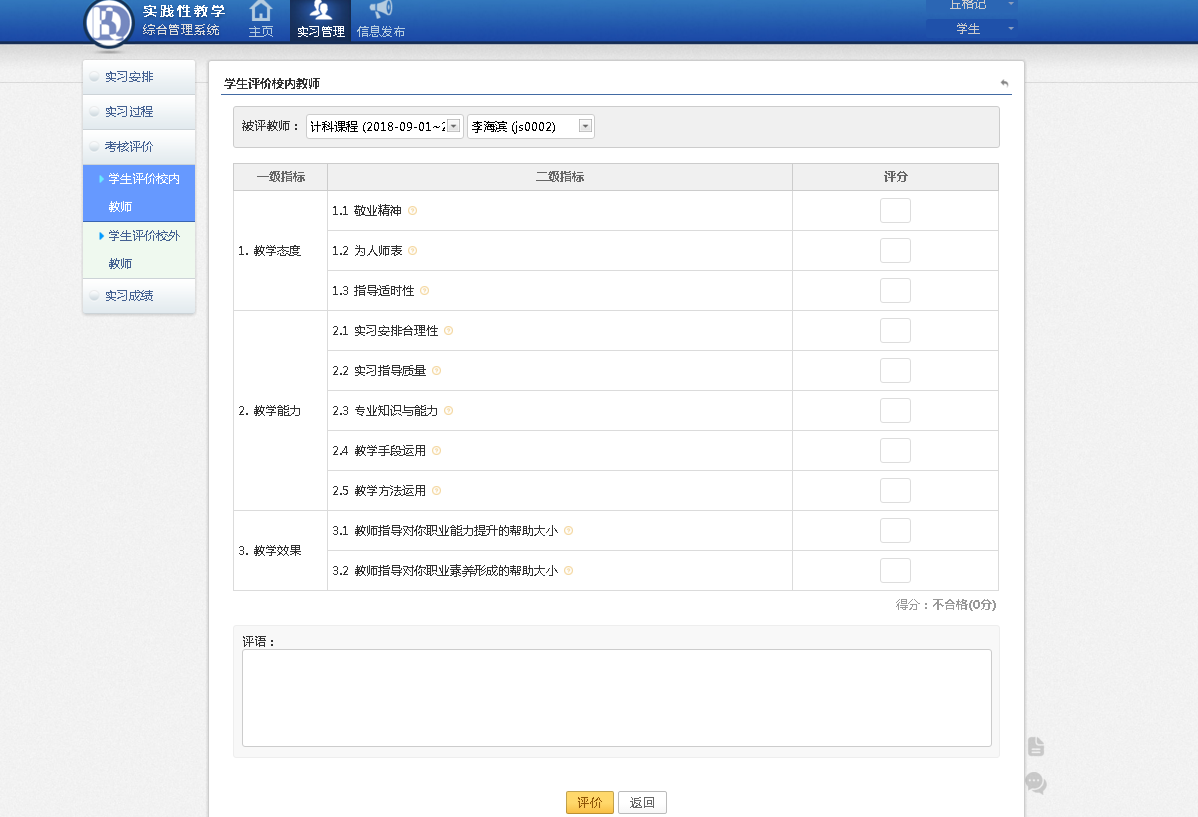 实践性教学
综合管理系统
主页
实习管理
信息发布
丘格记
学生
实习安排
实习过程
考核评价
学生评价校内
教师
学生评价校外
教师
实习成绩
学生评价校内教师
被评教师： 计科课程 (2018-09-01~2 李海滨 (js0002)
一级指标 二级指标 评分
1. 教学态度
1.1 敬业精神
1.2 为人师表
1.3 指导适时性
2. 教学能力
2.1 实习安排合理性
2.2 实习指导质量
2.3 专业知识与能力
2.4 教学手段运用
2.5 教学方法运用
3. 教学效果
3.1 教师指导对你职业能力提升的帮助大小
3.2 教师指导对你职业素养形成的帮助大小
得分：不合格(0分)
评语：
评价 返回